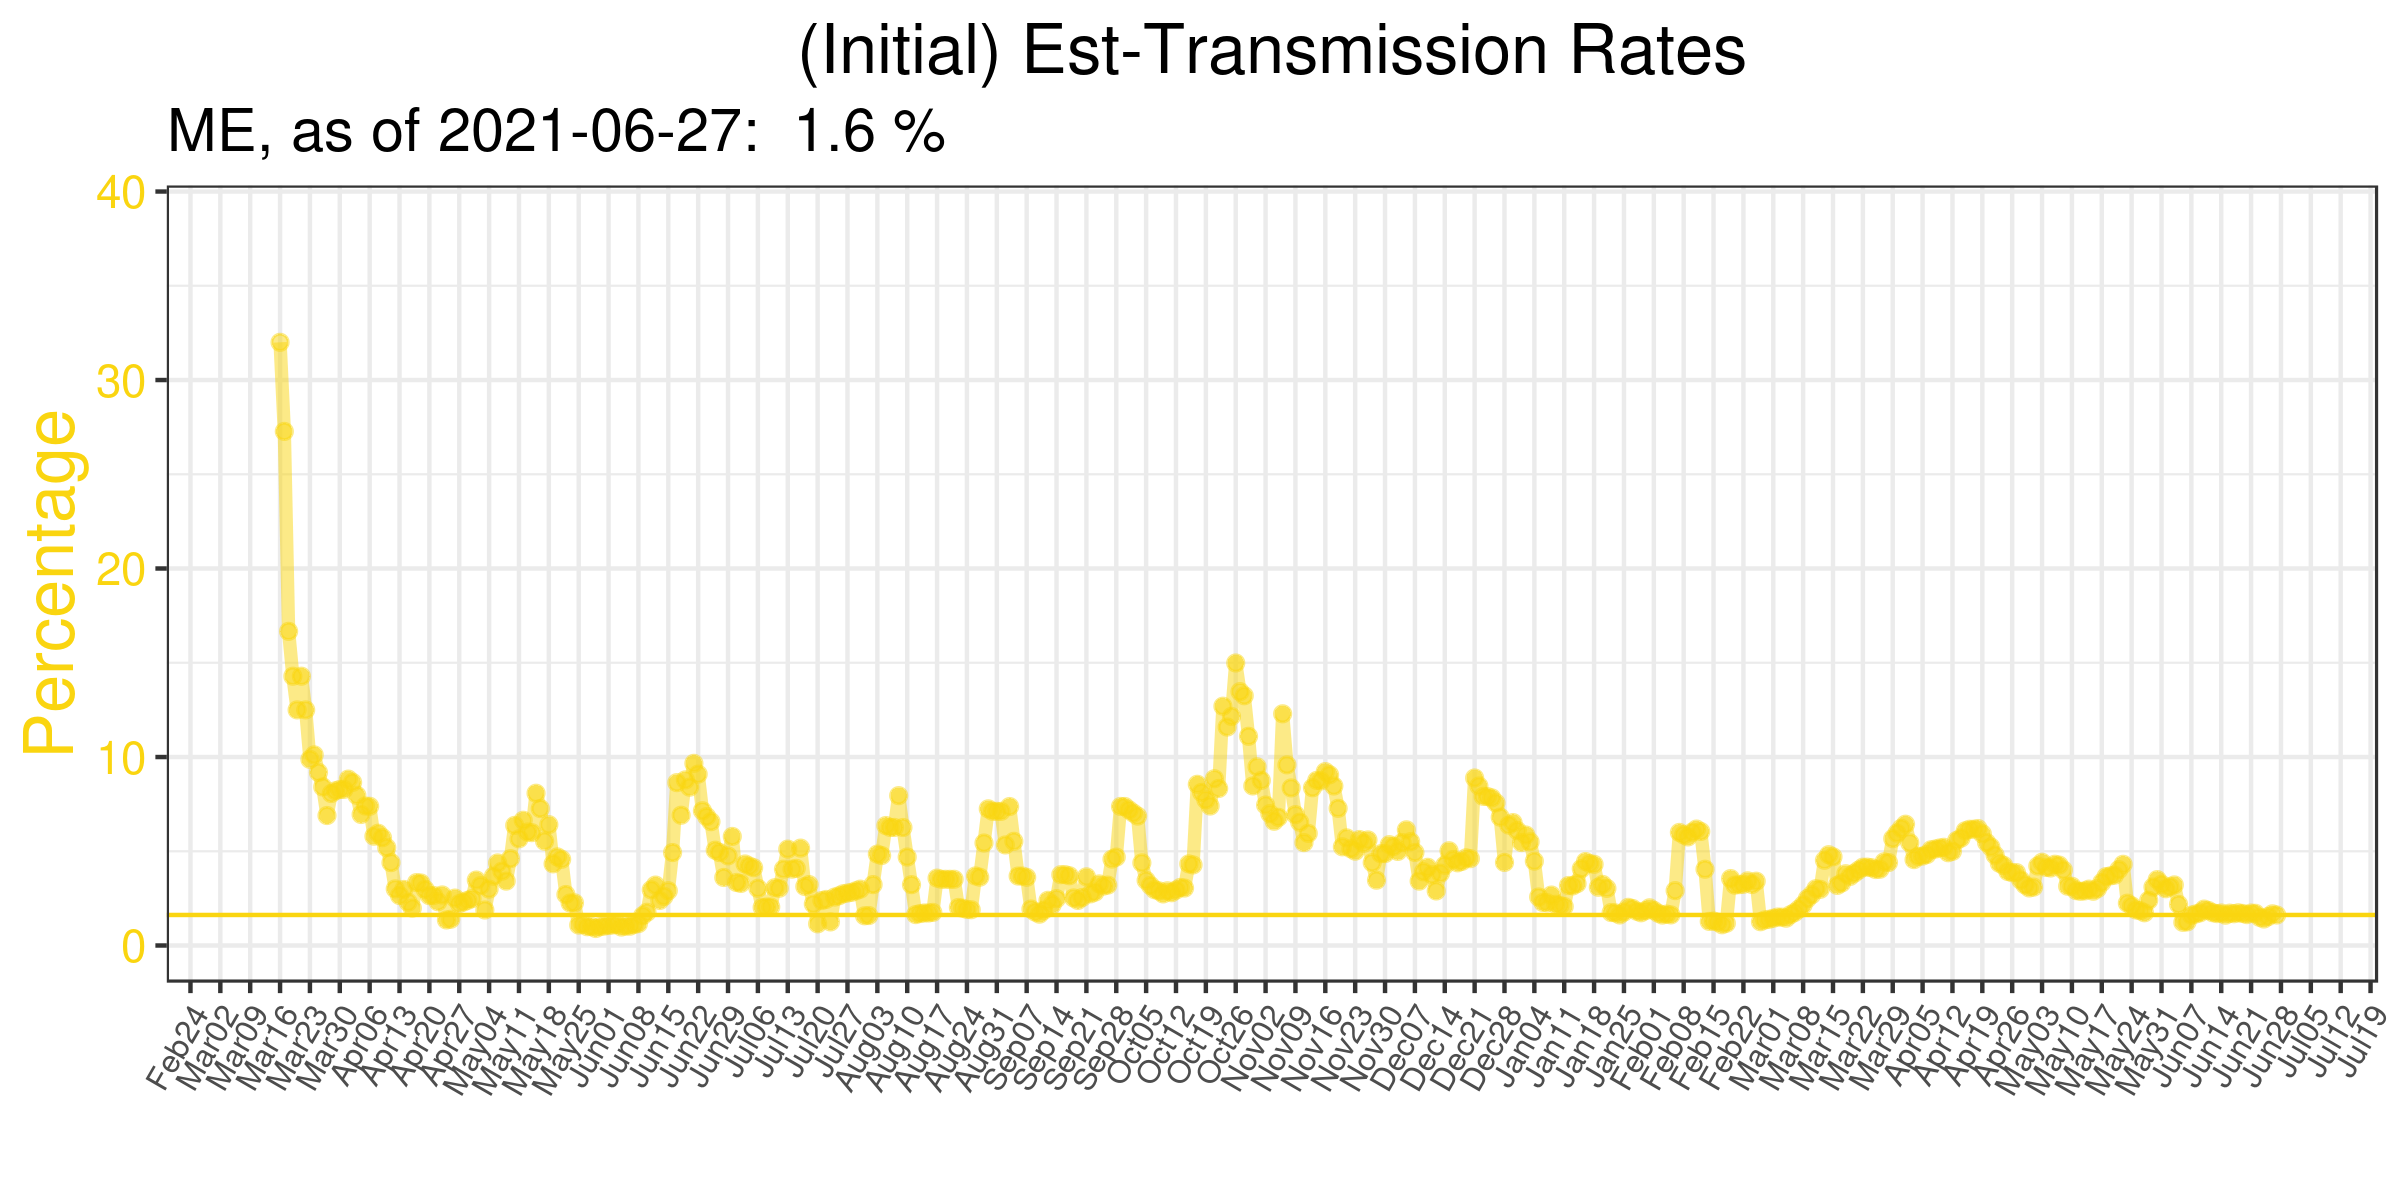 (Initial) Est-Transmission Rates
ME, as of 2021-06-27: 1.6 %
Percentage
40
30
20
10
0
Feb24
Mar02
Mar09
Mar16
Mar23
Mar30
Apr06
Apr13
Apr20
Apr27
May04
May11
May18
May25
Jun01
Jun08
Jun15
Jun22
Jun29
Jul06
Jul13
Jul20
Jul27
Aug03
Aug10
Aug17
Aug24
Aug31
Sep07
Sep14
Sep21
Sep28
Oct05
Oct12
Oct19
Oct26
Nov02
Nov09
Nov16
Nov23
Nov30
Dec07
Dec14
Dec21
Dec28
Jan04
Jan11
Jan18
Jan25
Feb01
Feb08
Feb15
Feb22
Mar01
Mar08
Mar15
Mar22
Mar29
Apr05
Apr12
Apr19
Apr26
May03
May10
May17
May24
May31
Jun07
Jun14
Jun21
Jun28
Jul05
Jul12
Jul19